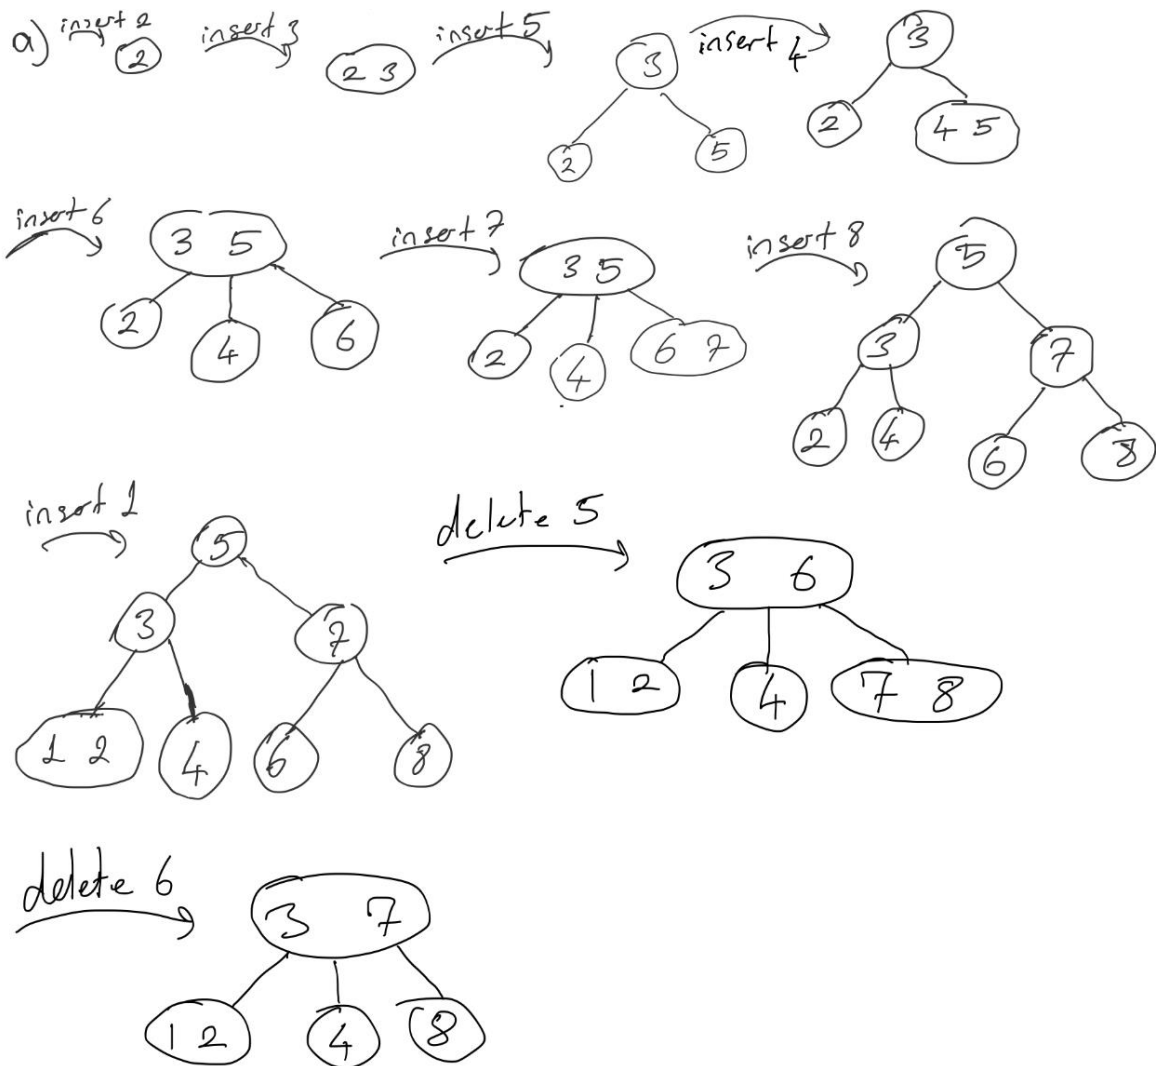 a) insert 2 insert 3 insert 5 insert 4
2
2 3
3
2 5
3
2 4 5
insert 6 insert 7 insert 8
3 5
2 4 6
3 5
2 4 6 7
5
3 7
2 4 6 8
insert 1 delete 5
5
3 7
1 2 4 6 8
3 6
1 2 4 7 8
delete 6
3 7
1 2 4 8